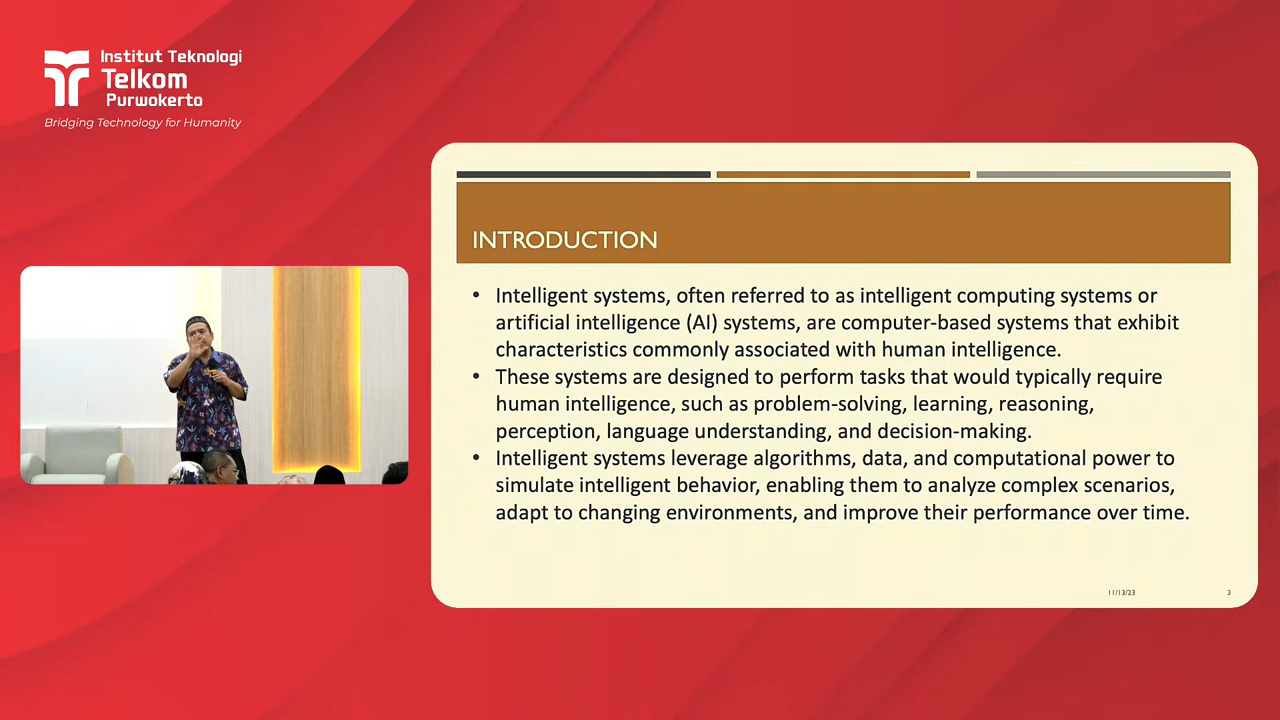 Institut Teknologi
Telkom
Purwokerto
Bridging Technology for Humanity
INTRODUCTION
• Intelligent systems, often referred to as intelligent computing systems or
artificial intelligence (AI) systems, are computer-based systems that exhibit
characteristics commonly associated with human intelligence.
• These systems are designed to perform tasks that would typically require
human intelligence, such as problem-solving, learning, reasoning,
perception, language understanding, and decision-making.
• Intelligent systems leverage algorithms, data, and computational power to
simulate intelligent behavior, enabling them to analyze complex scenarios,
adapt to changing environments, and improve their performance over time.
11/13/23
3